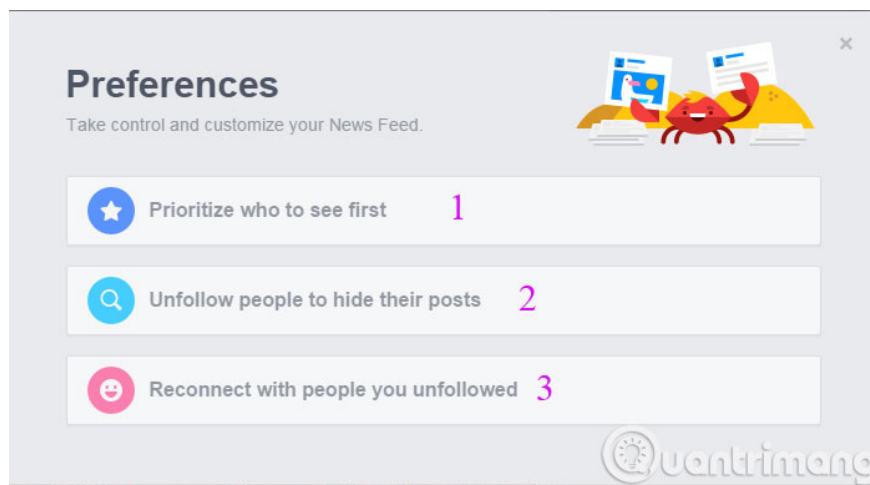 Preferences
Take control and customize your News Feed.
Prioritize who to see first 1
Unfollow people to hide their posts 2
Reconnect with people you unfollowed 3
Quantrimang